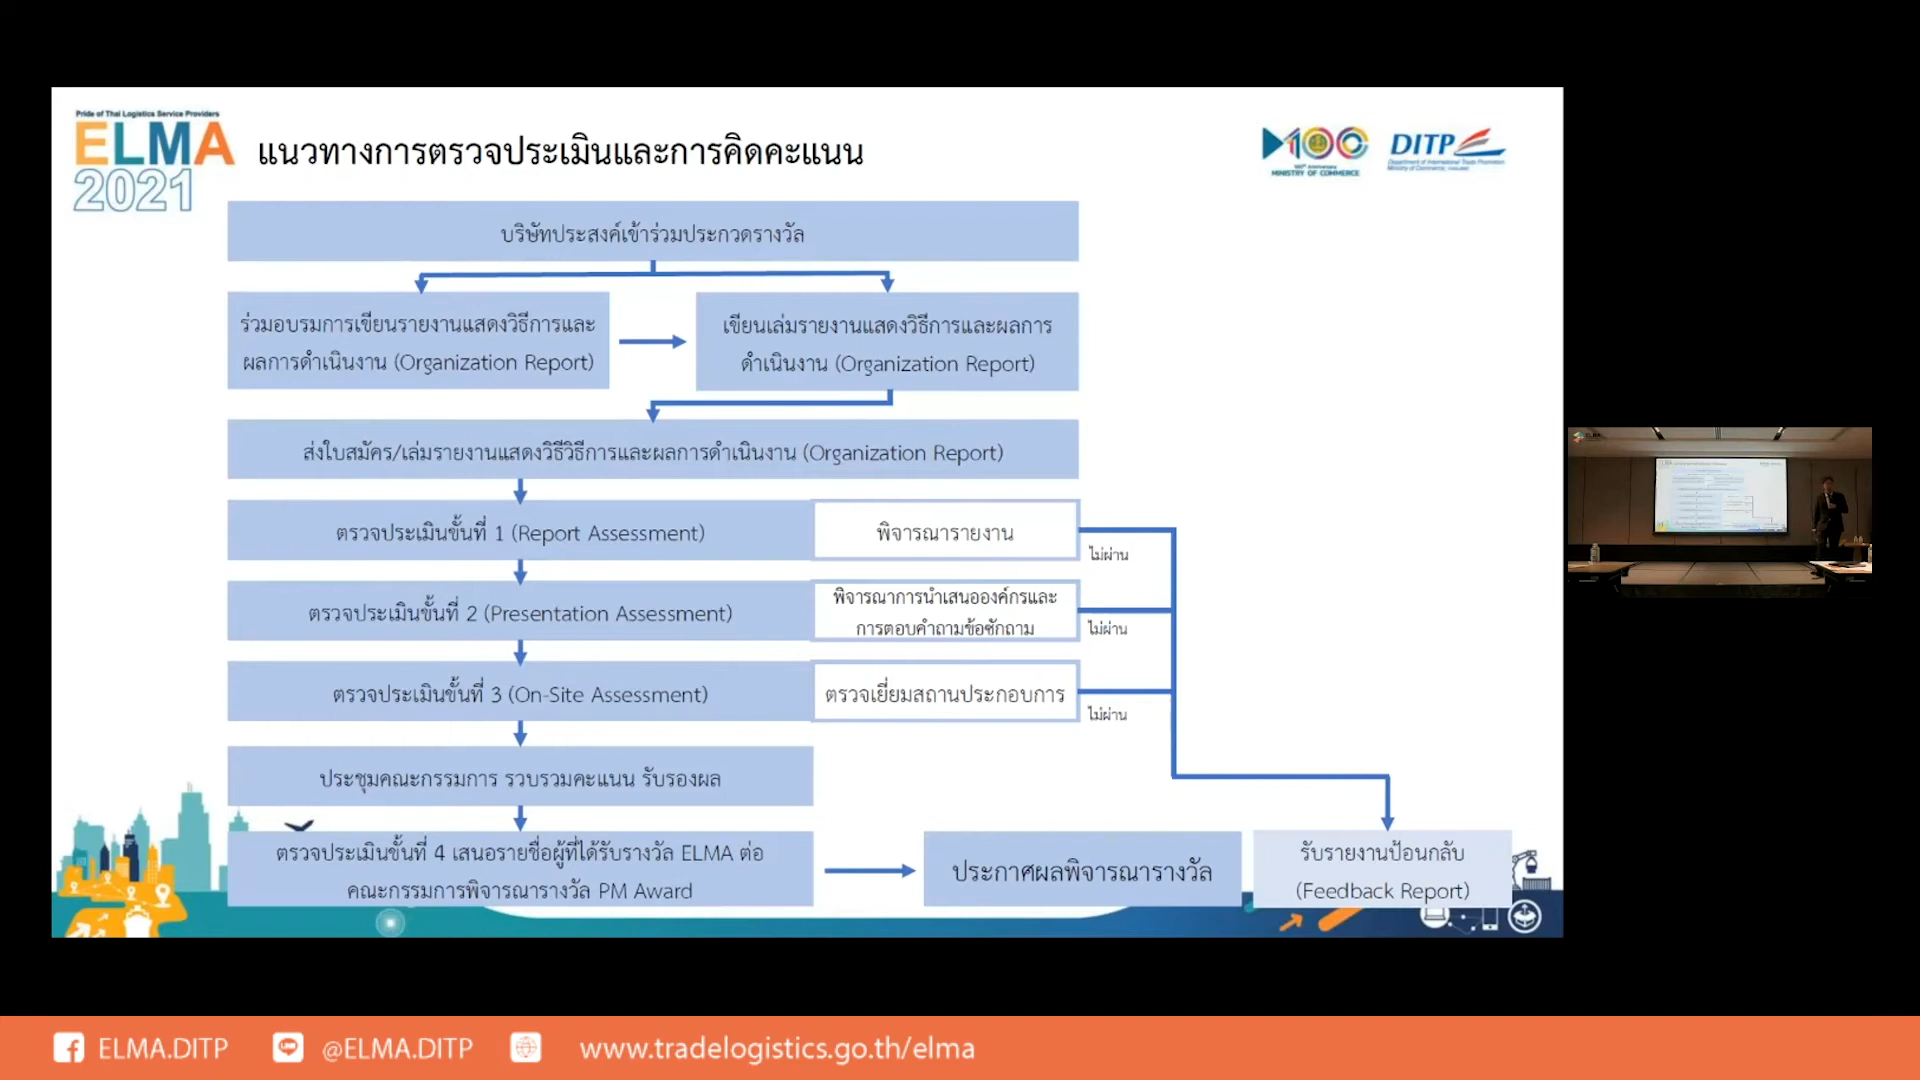 Pride of Thai Logistics Service Providers
ELMA
2021
แนวทางการตรวจประเมินและการคิดคะแนน
100
MINISTRY OF COMMERCE
DITP
Department of International Trade Promotion
Ministry of Commerce, Thailand
บริษัทประสงค์เข้าร่วมประกวดรางวัล
ร่วมอบรมการเขียนรายงานแสดงวิธีการและ
ผลการดำเนินงาน (Organization Report)
เขียนเล่มรายงานแสดงวิธีการและผลการ
ดำเนินงาน (Organization Report)
ส่งใบสมัคร/เล่มรายงานแสดงวิธีวิธีการและผลการดำเนินงาน (Organization Report)
ตรวจประเมินขั้นที่ 1 (Report Assessment)
พิจารณารายงาน
ไม่ผ่าน
ตรวจประเมินขั้นที่ 2 (Presentation Assessment)
พิจารณาการนำเสนอองค์กรและ
การตอบคำถามข้อซักถาม
ไม่ผ่าน
ตรวจประเมินขั้นที่ 3 (On-Site Assessment)
ตรวจเยี่ยมสถานประกอบการ
ไม่ผ่าน
ประชุมคณะกรรมการ รวบรวมคะแนน รับรองผล
ตรวจประเมินขั้นที่ 4 เสนอรายชื่อผู้ที่ได้รับรางวัล ELMA ต่อ
คณะกรรมการพิจารณารางวัล PM Award
ประกาศผลพิจารณารางวัล
รับรายงานป้อนกลับ
(Feedback Report)
ELMA.DITP
@ELMA.DITP
www.tradelogistics.go.th/elma